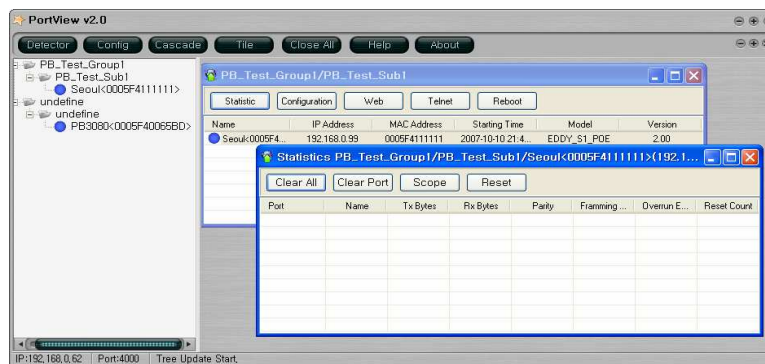 PortView v2.0
Detector Config Cascade Tile Close All Help About
PB_Test_Group1
PB_Test_Sub1
Seoul<0005F4111111>
undefine
undefine
PB3080<0005F40065BD>
PB_Test_Group1/PB_Test_Sub1
Statistic Configuration Web Telnet Reboot
Name IP Address MAC Address Starting Time Model Version
Seoul<0005F4... 192.168.0.99 0005F4111111 2007-10-10 21:4... EDDY_S1_POE 2.00
Statistics PB_Test_Group1/PB_Test_Sub1/Seoul<0005F4111111>(192.1...
Clear All Clear Port Scope Reset
Port Name Tx Bytes Rx Bytes Parity Framming ... Overrun E... Reset Count
IP:192,168,0,62 Port:4000 Tree Update Start,